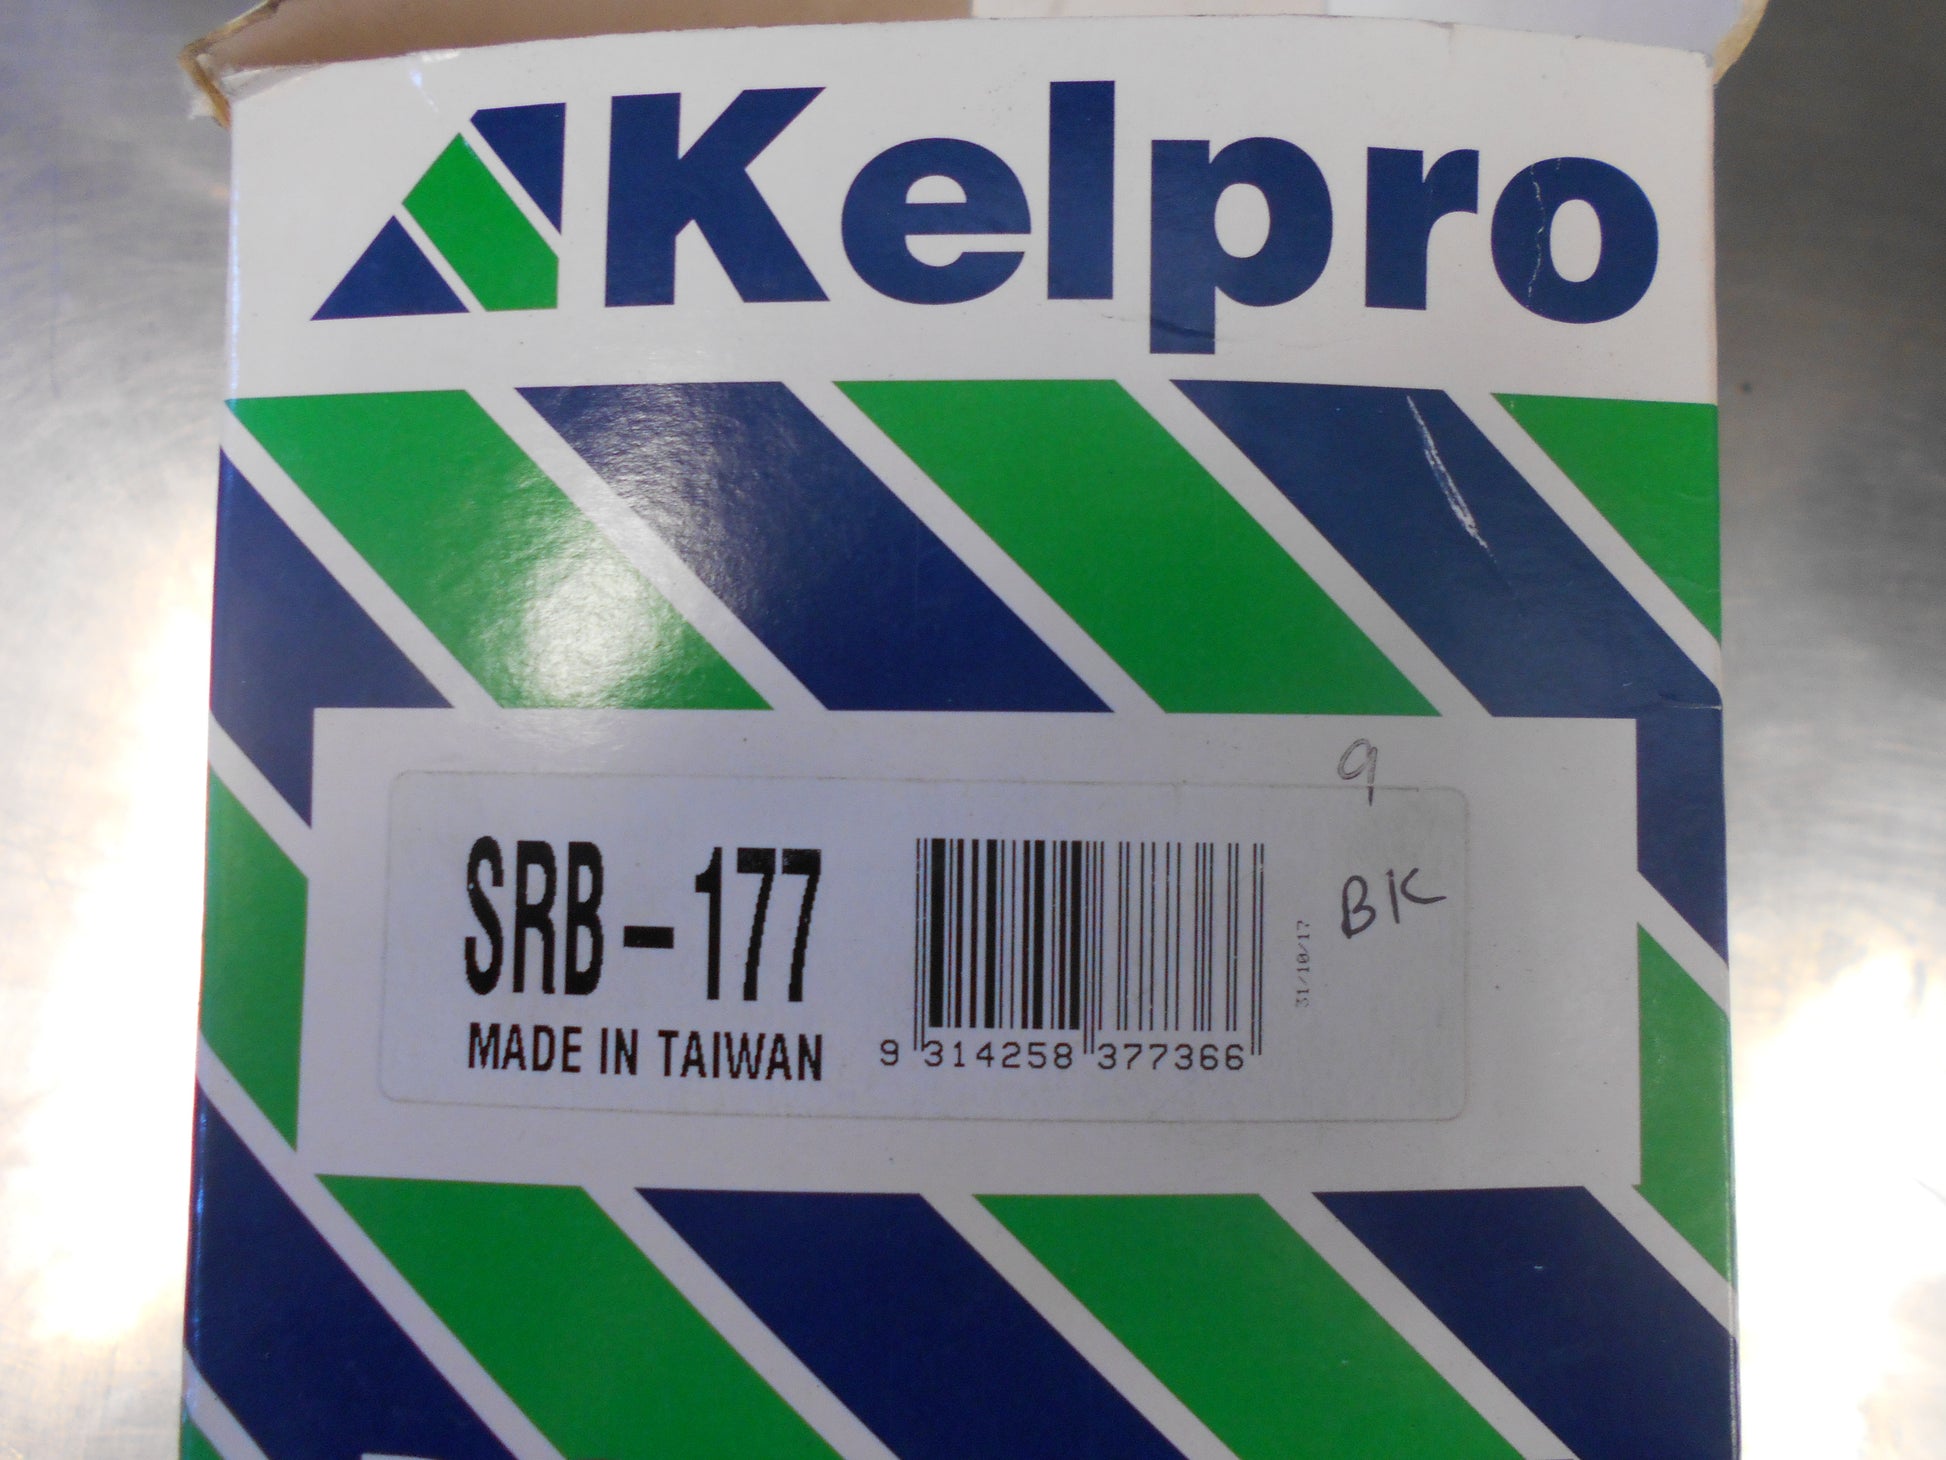 Kelpro
9
SRB-177
BK
31/10/17
MADE IN TAIWAN
9 314258 377366